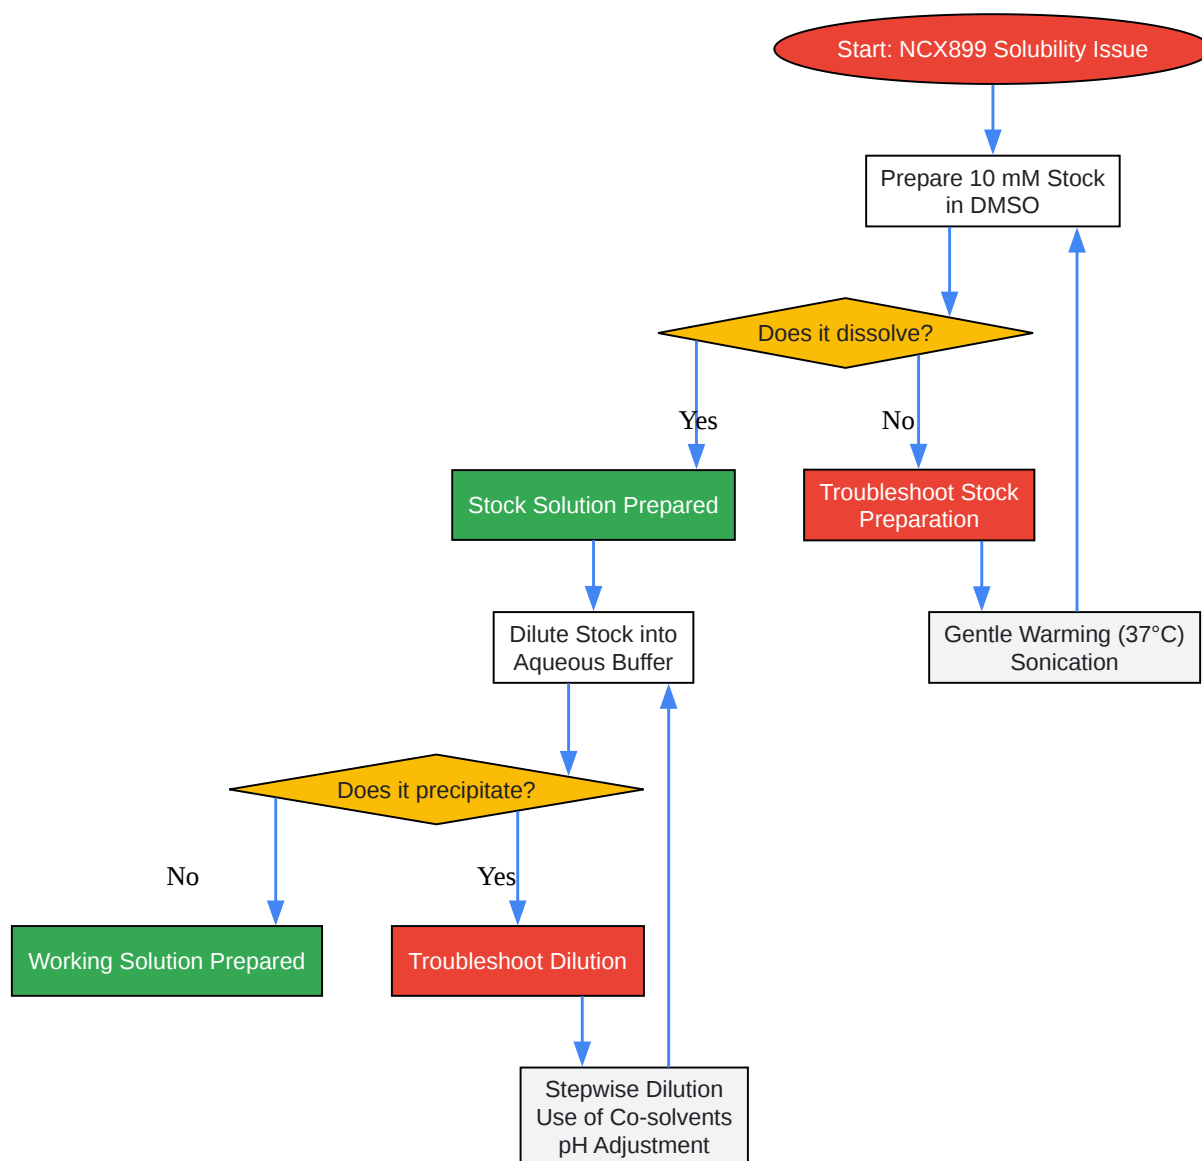 Start: NCX899 Solubility Issue
Prepare 10 mM Stock
in DMSO
Does it dissolve?
Yes
No
Stock Solution Prepared
Troubleshoot Stock
Preparation
Dilute Stock into
Aqueous Buffer
Gentle Warming (37°C)
Sonication
Does it precipitate?
No
Yes
Working Solution Prepared
Troubleshoot Dilution
Stepwise Dilution
Use of Co-solvents
pH Adjustment